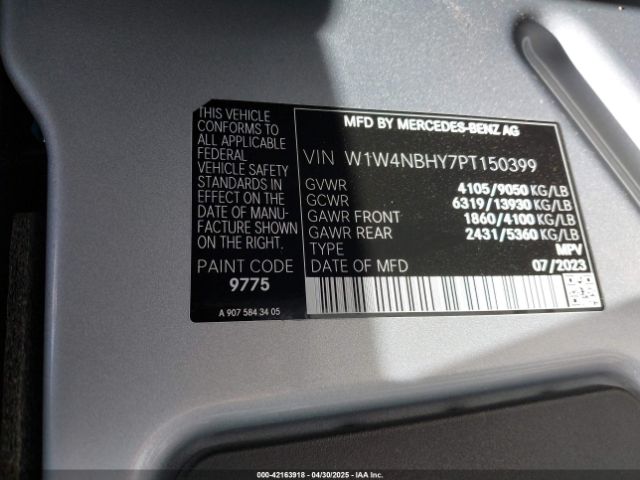 THIS VEHICLE
CONFORMS TO
ALL APPLICABLE
FEDERAL
VEHICLE SAFETY
STANDARDS IN
EFFECT ON THE
DATE OF MANU-
FACTURE SHOWN
ON THE RIGHT.
PAINT CODE
9775
A 907 584 34 05
MFD BY MERCEDES-BENZ AG
VIN W1W4NBHY7PT150399
GVWR 4105/9050 KG/LB
GCWR 6319/13930 KG/LB
GAWR FRONT 1860/4100 KG/LB
GAWR REAR 2431/5360 KG/LB
TYPE MPV
DATE OF MFD 07/2023
000-42163918 - 04/30/2025 - IAA Inc.